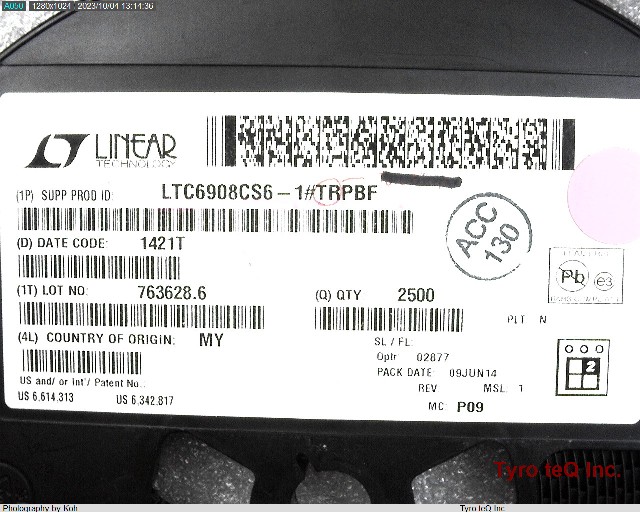 A050 1280x1024 2023/10/04 13:14:36
LINEAR
TECHNOLOGY
(1P) SUPP PROD ID: LTC6908CS6-1#TRPBF
(D) DATE CODE: 1421T
ACC
130
(1T) LOT NO: 763628.6
(Q) QTY 2500
Pb e3
PLT N
(4L) COUNTRY OF ORIGIN: MY
SL / FL:
Optr 02877
PACK DATE: 09JUN14
REV MSL: 1
MC: P09
2
US and/ or Int'/ Patent No.:
US 6,614,313 US 6,342,817
Tyro teQ Inc.
Photography by Koh Tyro teQ Inc